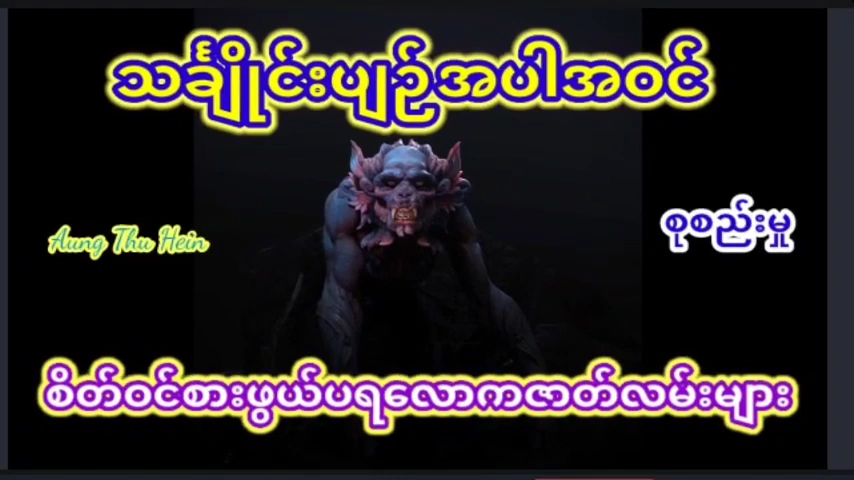 သင်္ချိုင်းပျဉ်အပါအဝင်
Aung Thu Hein
စုစည်းမှု
စိတ်ဝင်စားဖွယ်ပရလောကဇာတ်လမ်းများ